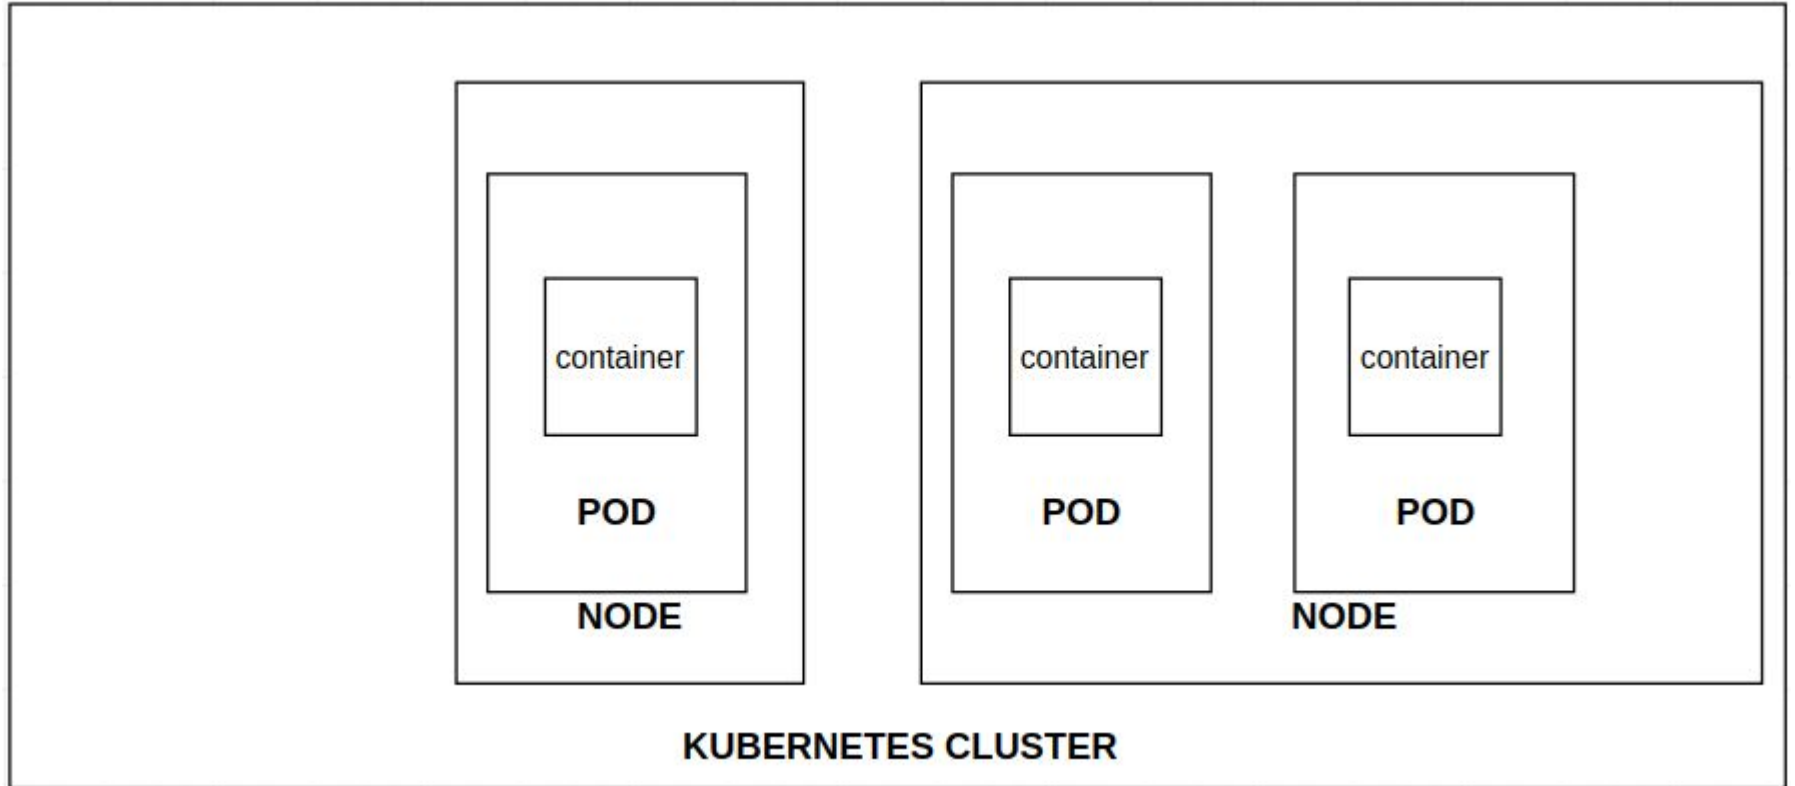 container
container
container
POD
POD
POD
NODE
NODE
KUBERNETES CLUSTER